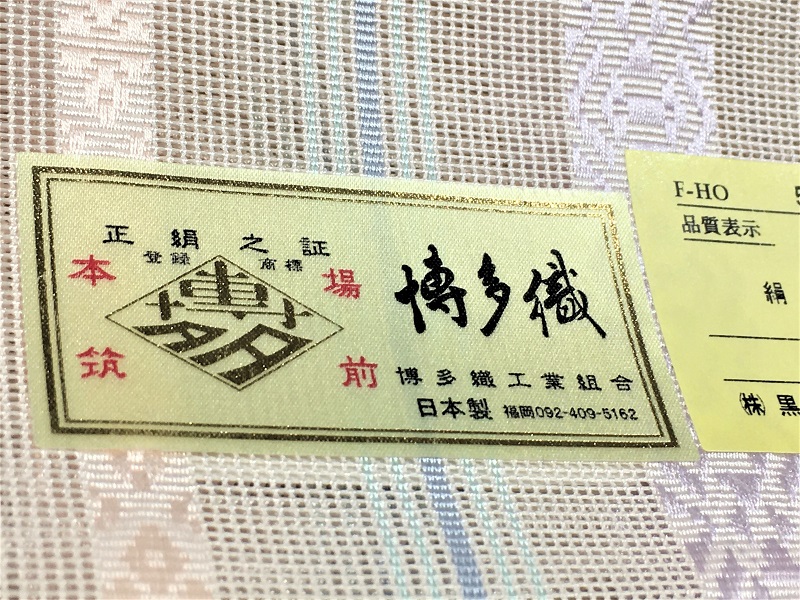 正絹之証
登録商標
本場
筑前
博多
博多織
博多織工業組合
日本製 福岡092-409-5162
F-HO
品質表示
絹
㈱黒